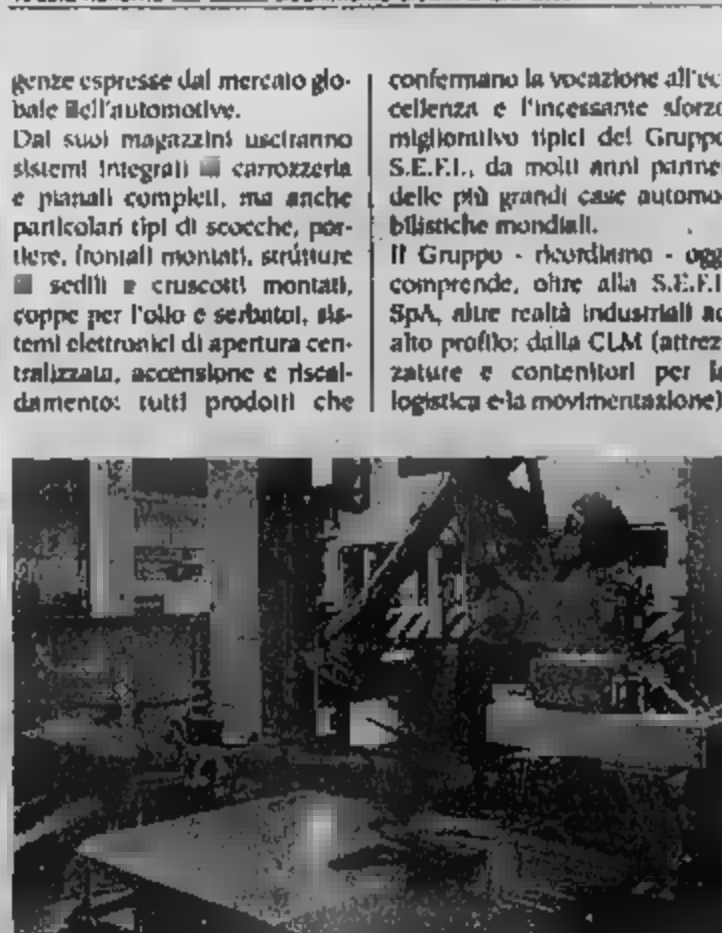 genze espresse dal mercato glo-
bale dell'automotive.
Dai suoi magazzini usciranno
sistemi integrati carrozzeria
e pianali completi, ma anche
particolari tipi di scocche, por-
tiere, frontali montati, strutture
sedili e cruscotti montati,
coppe per l'olio e serbatoi, sis-
temi elettronici di apertura cen-
tralizzata, accensione e riscal-
damento: tutti prodotti che
confermano la vocazione all'ec-
cellenza e l'incessante sforzo
migliorativo tipici del Gruppo
S.E.F.I., da molti anni partner
delle più grandi case automo-
bilistiche mondiali.
Il Gruppo - ricordiamo - oggi
comprende, oltre alla S.E.F.I.
SpA, altre realtà industriali ad
alto profilo: dalla CLM (attrez-
zature e contenitori per la
logistica e la movimentazione)